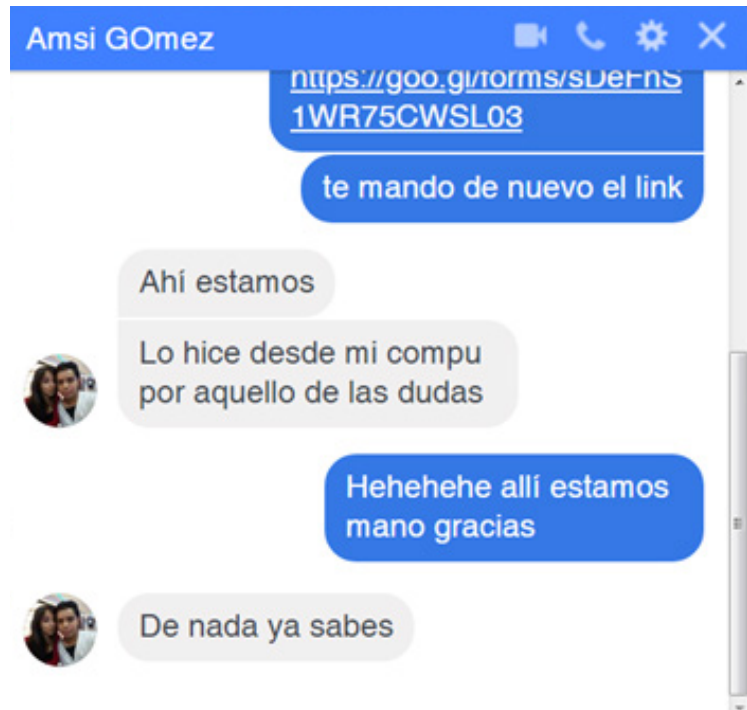 Amsi GOmez
https://goo.gl/forms/sDeFnS
1WR75CWSL03
te mando de nuevo el link
Ahí estamos
Lo hice desde mi compu
por aquello de las dudas
Hehehehe allí estamos
mano gracias
De nada ya sabes